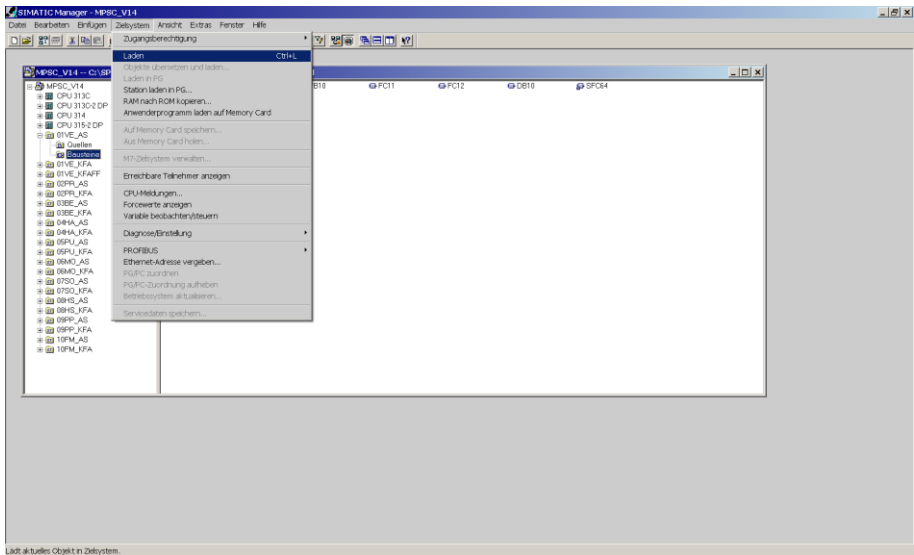 SIMATIC Manager - MPSC_V14
Datei Bearbeiten Einfügen Zielsystem Ansicht Extras Fenster Hilfe
MPSC_V14 -- C:\SP
MPSC_V14
CPU 313C
CPU 313C-2 DP
CPU 314
CPU 315-2 DP
01VE_AS
Quellen
Bausteine
01VE_KFA
01VE_KFAFF
02PR_AS
02PR_KFA
03BE_AS
03BE_KFA
04HA_AS
04HA_KFA
05PU_AS
05PU_KFA
06MO_AS
06MO_KFA
07SO_AS
07SO_KFA
08HS_AS
08HS_KFA
09PP_AS
09PP_KFA
10FM_AS
10FM_KFA
Zugangsberechtigung
Laden Ctrl+L
Objekte übersetzen und laden...
Laden in PG
Station laden in PG...
RAM nach ROM kopieren...
Anwenderprogramm laden auf Memory Card
Auf Memory Card speichern...
Aus Memory Card holen...
M7-Zielsystem verwalten...
Erreichbare Teilnehmer anzeigen
CPU-Meldungen...
Forcewerte anzeigen
Variable beobachten/steuern
Diagnose/Einstellung
PROFIBUS
Ethernet-Adresse vergeben...
PG/PC zuordnen
PG/PC-Zuordnung aufheben
Betriebssystem aktualisieren...
Servicedaten speichern...
FC11 FC12 DB10 SFC64
Lädt aktuelles Objekt in Zielsystem.